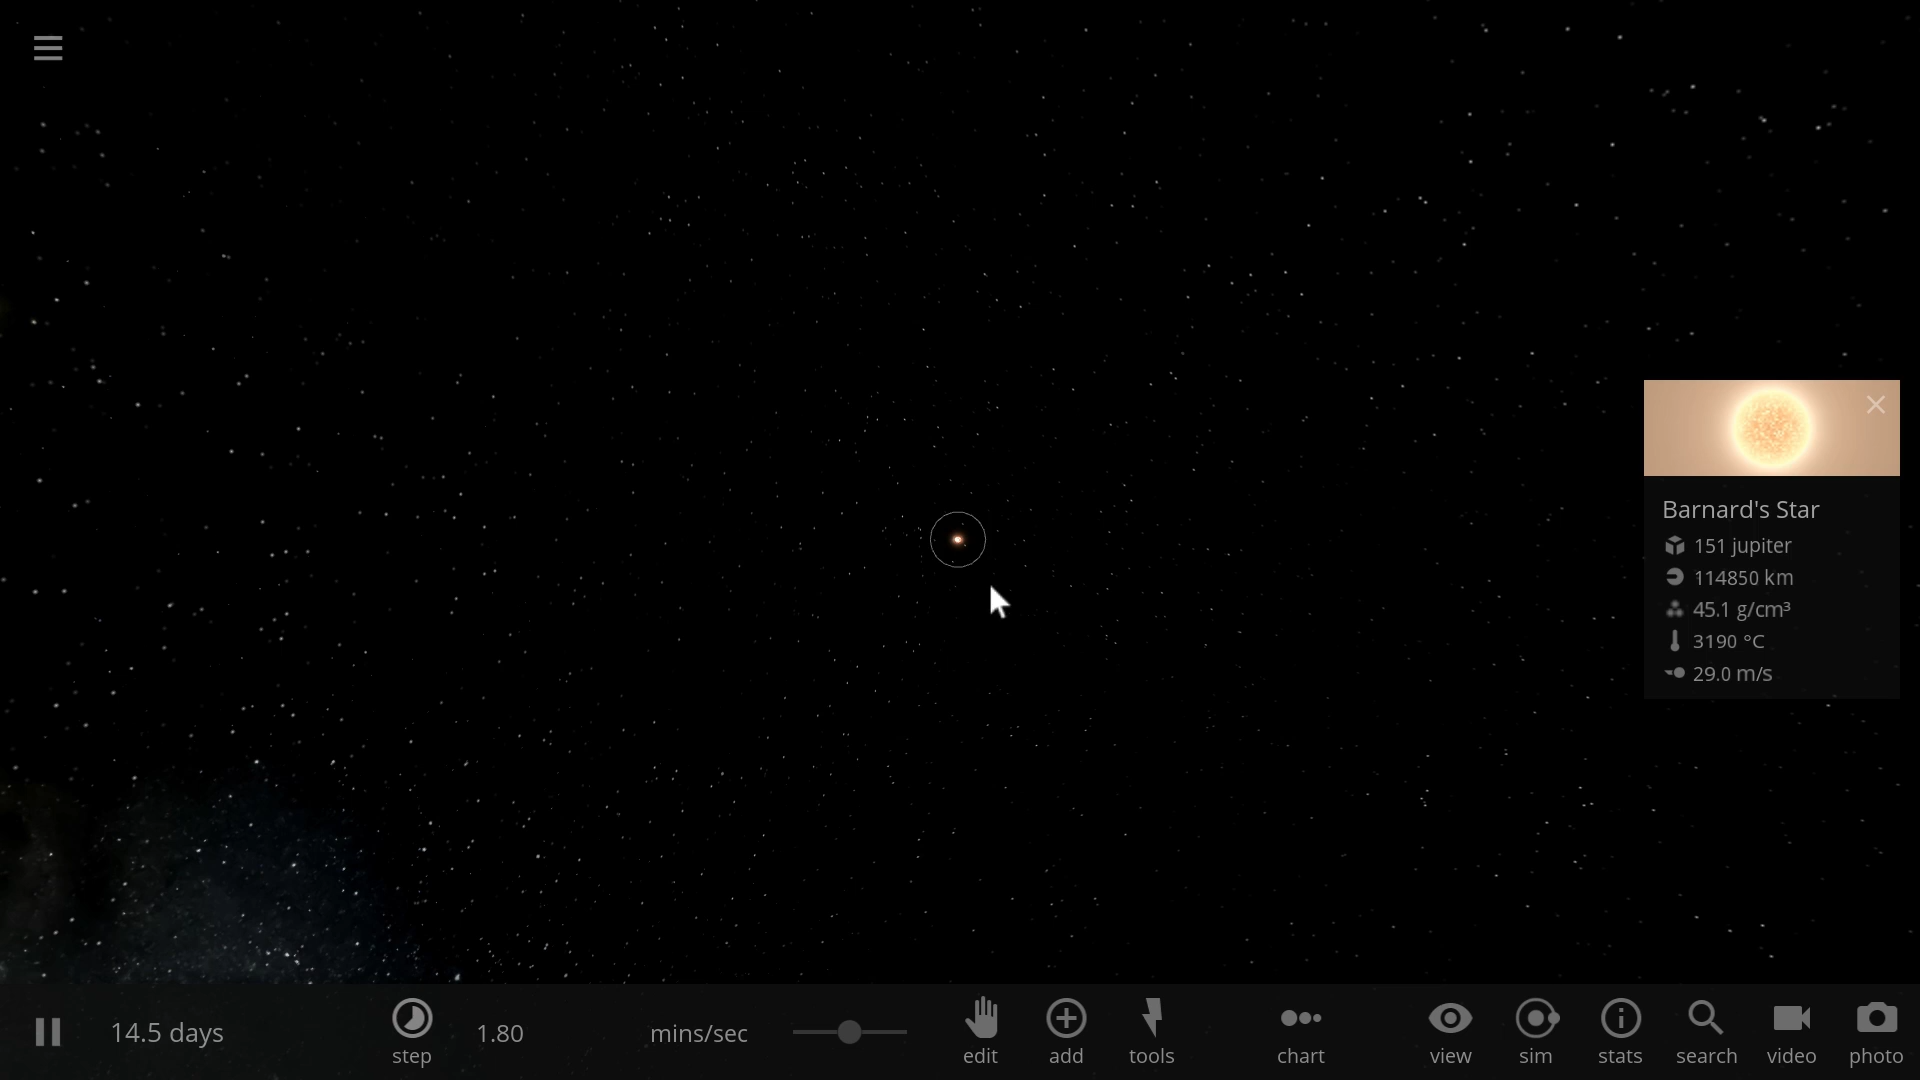 Barnard's Star
151 jupiter
114850 km
45.1 g/cm³
3190 °C
29.0 m/s
14.5 days
step
1.80
mins/sec
edit
add
tools
chart
view
sim
stats
search
video
photo